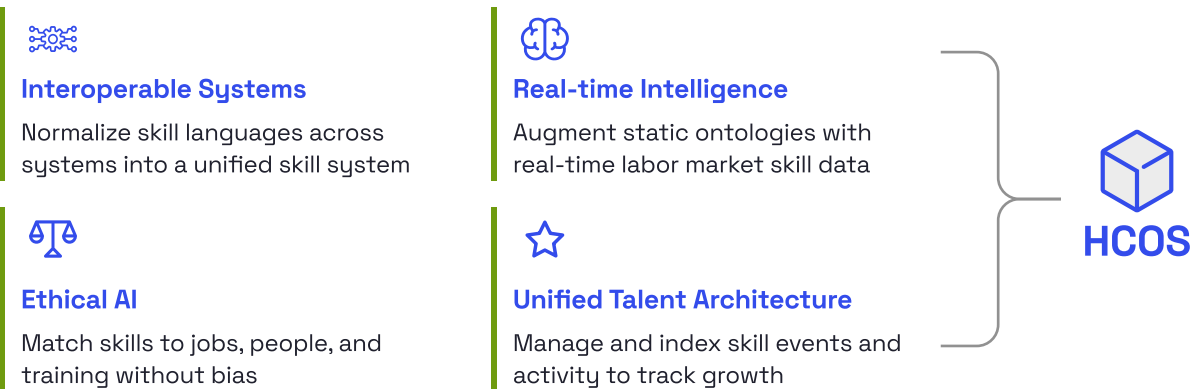 Interoperable Systems
Normalize skill languages across
systems into a unified skill system
Real-time Intelligence
Augment static ontologies with
real-time labor market skill data
Ethical AI
Match skills to jobs, people, and
training without bias
Unified Talent Architecture
Manage and index skill events and
activity to track growth
HCOS